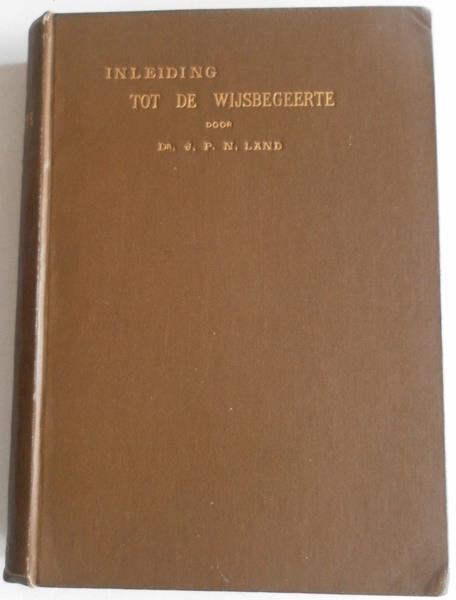 INLEIDING
TOT DE WIJSBEGEERTE
DOOR
DR. J. P. N. LAND